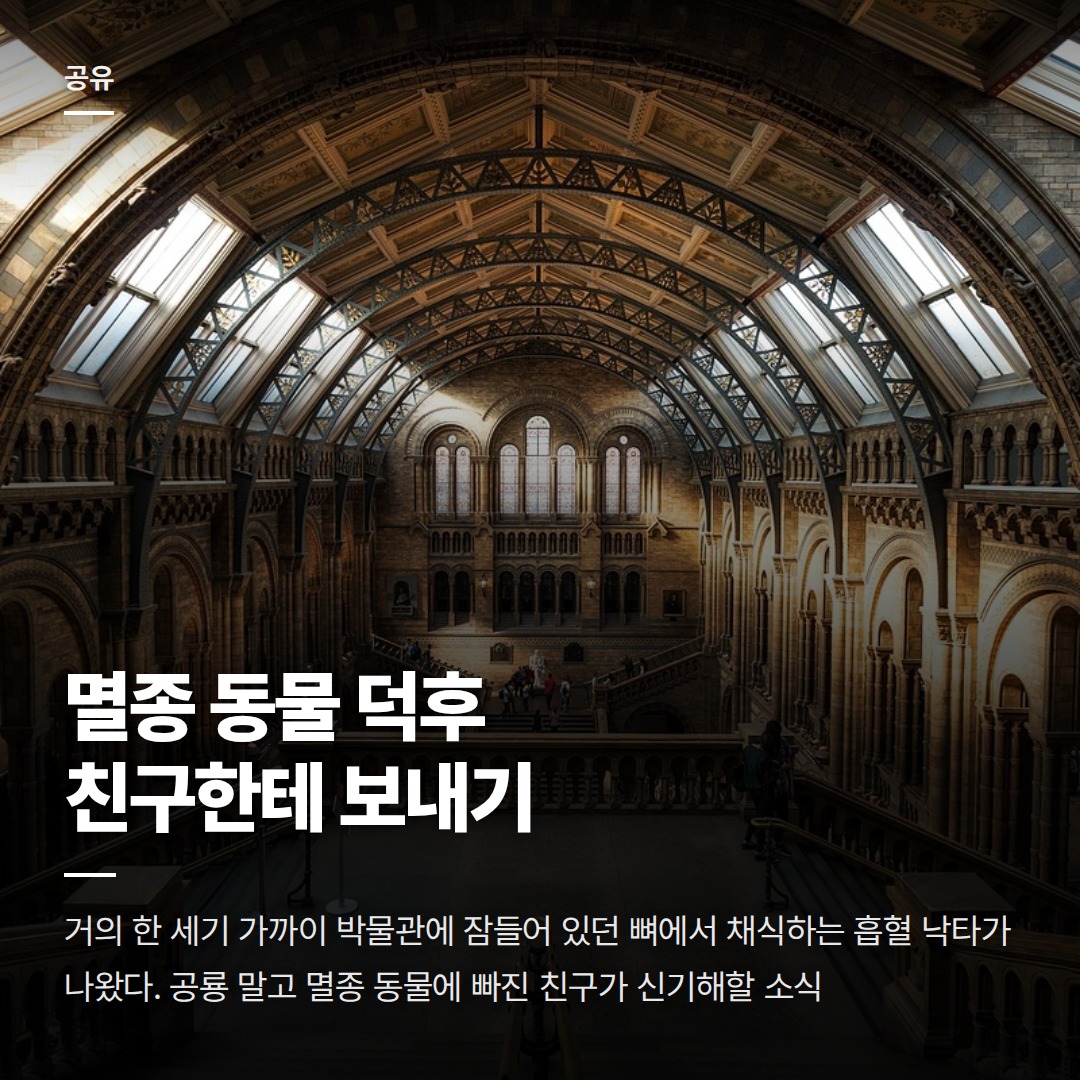 공유
멸종 동물 덕후
친구한테 보내기
거의 한 세기 가까이 박물관에 잠들어 있던 뼈에서 채식하는 흡혈 낙타가
나왔다. 공룡 말고 멸종 동물에 빠진 친구가 신기해할 소식